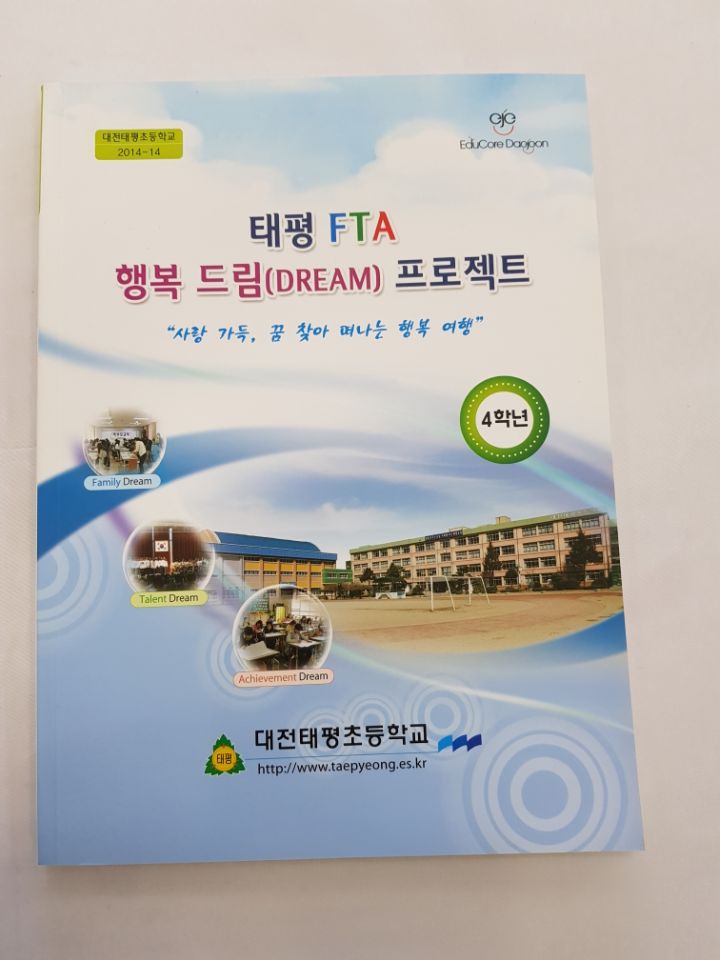 대전태평초등학교
2014-14
EduCore Daejeon
태평 FTA
행복 드림(DREAM) 프로젝트
“사랑 가득, 꿈 찾아 떠나는 행복 여행”
4학년
Family Dream
Talent Dream
Achievement Dream
태평
대전태평초등학교
http://www.taepyeong.es.kr